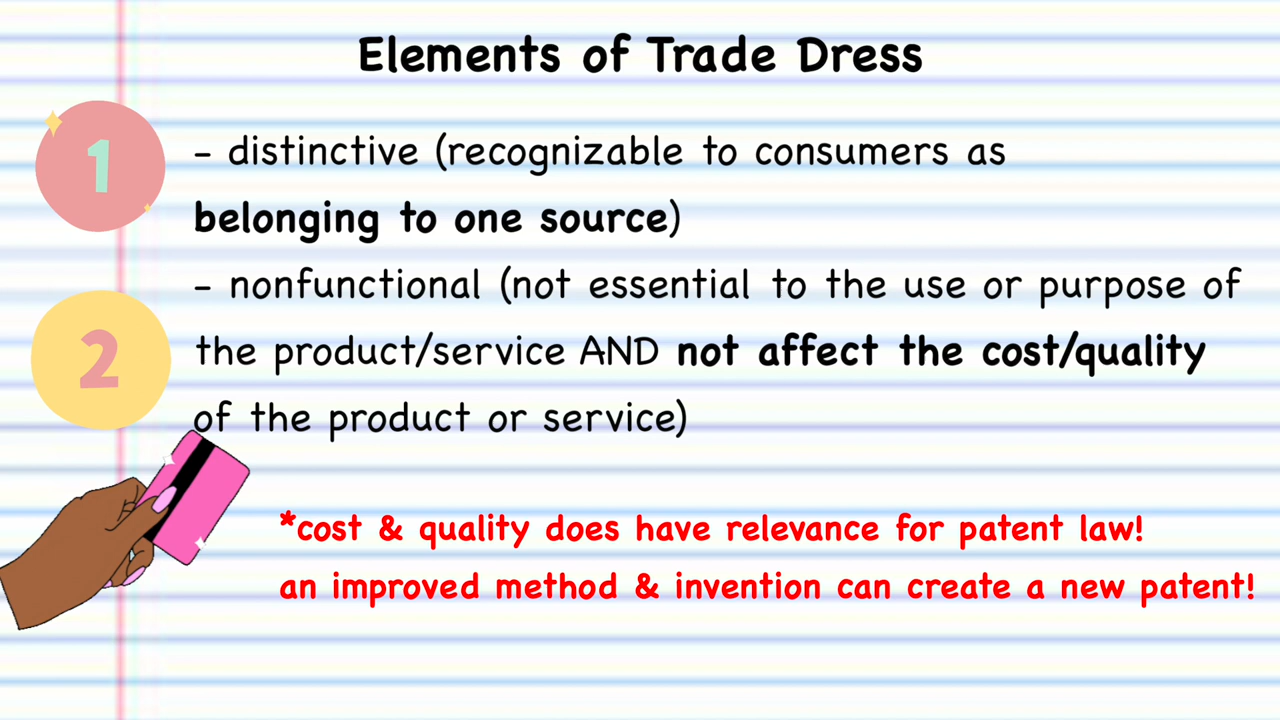 Elements of Trade Dress
1
- distinctive (recognizable to consumers as
belonging to one source)
- nonfunctional (not essential to the use or purpose of
2
the product/service AND not affect the cost/quality
of the product or service)
*cost & quality does have relevance for patent law!
an improved method & invention can create a new patent!